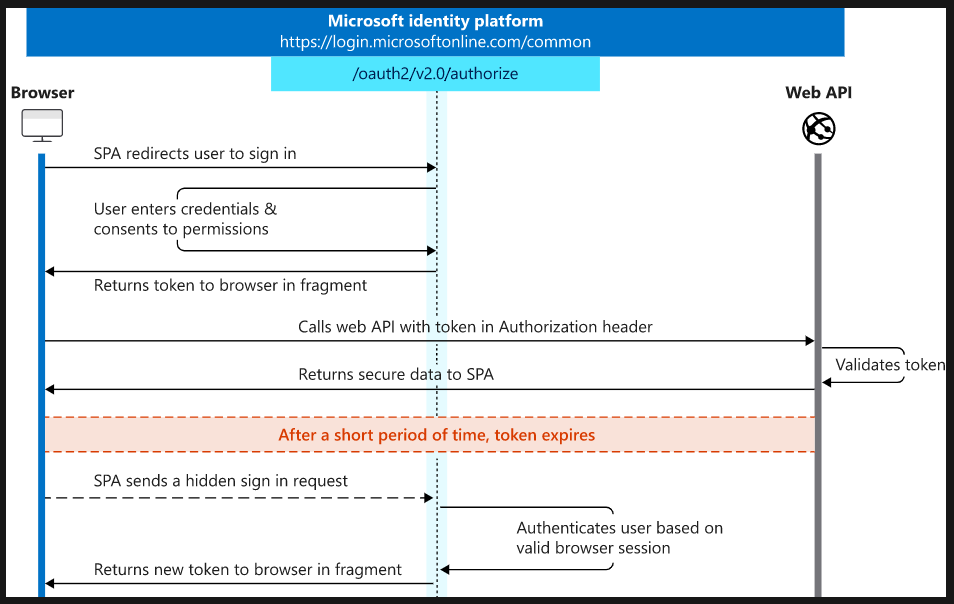 Microsoft identity platform
https://login.microsoftonline.com/common
/oauth2/v2.0/authorize
Browser
Web API
SPA redirects user to sign in
User enters credentials &
consents to permissions
Returns token to browser in fragment
Calls web API with token in Authorization header
Validates token
Returns secure data to SPA
After a short period of time, token expires
SPA sends a hidden sign in request
Authenticates user based on
valid browser session
Returns new token to browser in fragment